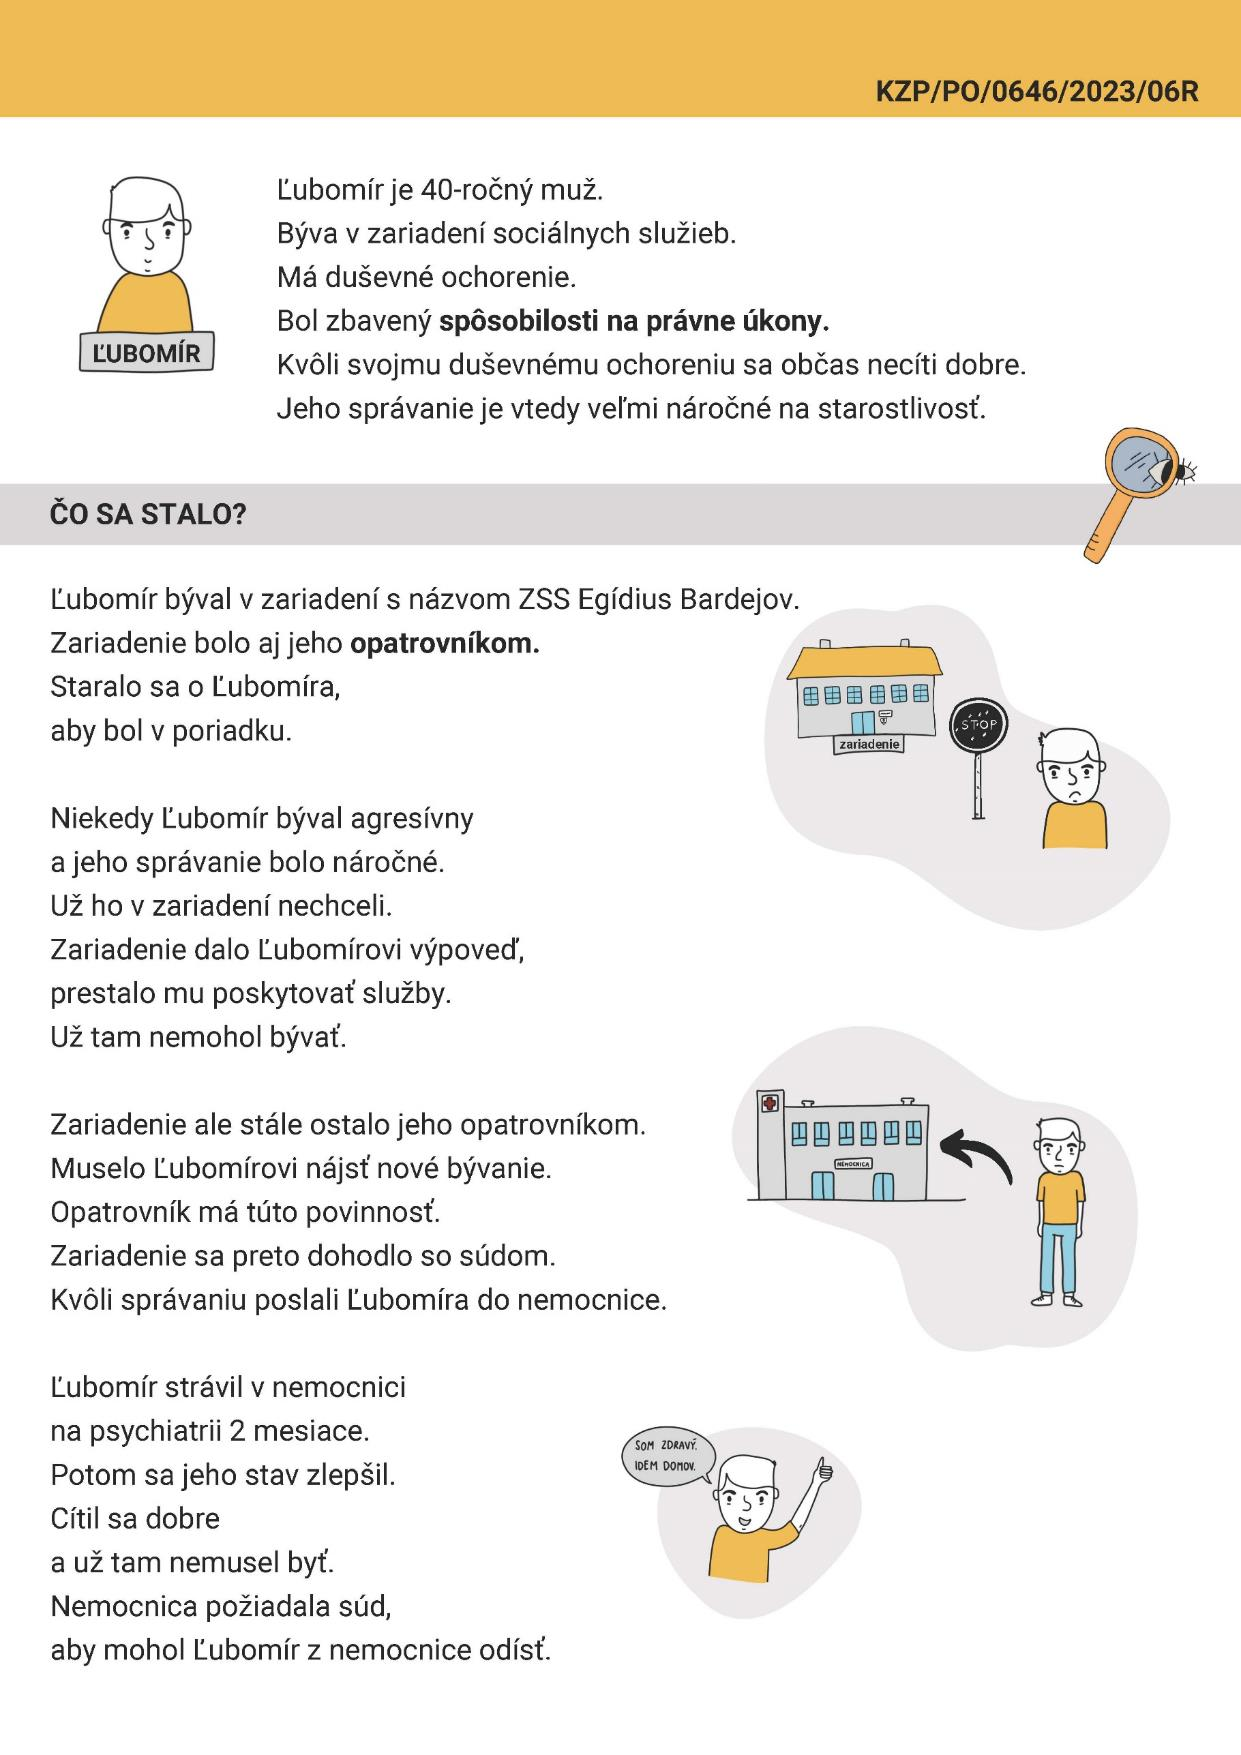 KZP/PO/0646/2023/06R
Ľubomír je 40-ročný muž.
Býva v zariadení sociálnych služieb.
Má duševné ochorenie.
Bol zbavený spôsobilosti na právne úkony.
Kvôli svojmu duševnému ochoreniu sa občas necíti dobre.
Jeho správanie je vtedy veľmi náročné na starostlivosť.
ĽUBOMÍR
ČO SA STALO?
Ľubomír býval v zariadení s názvom ZSS Egídius Bardejov.
Zariadenie bolo aj jeho opatrovníkom.
Staralo sa o Ľubomíra,
aby bol v poriadku.
zariadenie
STOP
Niekedy Ľubomír býval agresívny
a jeho správanie bolo náročné.
Už ho v zariadení nechceli.
Zariadenie dalo Ľubomírovi výpoveď,
prestalo mu poskytovať služby.
Už tam nemohol bývať.
Zariadenie ale stále ostalo jeho opatrovníkom.
Muselo Ľubomírovi nájsť nové bývanie.
Opatrovník má túto povinnosť.
Zariadenie sa preto dohodlo so súdom.
Kvôli správaniu poslali Ľubomíra do nemocnice.
NEMOCNICA
Ľubomír strávil v nemocnici
na psychiatrii 2 mesiace.
Potom sa jeho stav zlepšil.
Cítil sa dobre
a už tam nemusel byť.
Nemocnica požiadala súd,
aby mohol Ľubomír z nemocnice odísť.
SOM ZDRAVÝ.
IDEM DOMOV.